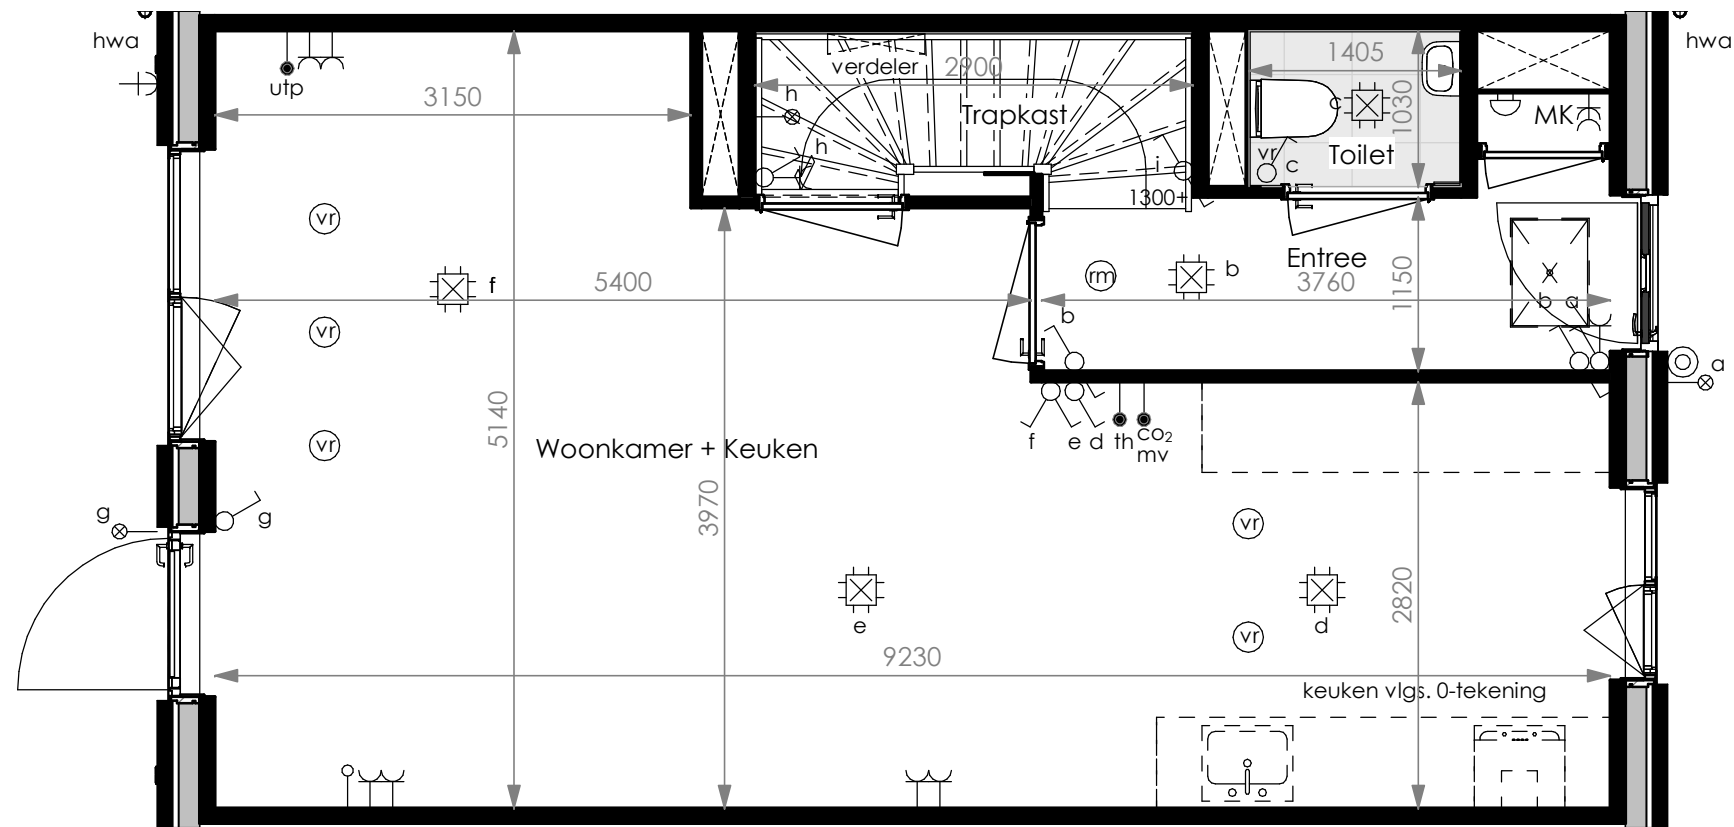 hwa
hwa
utp
verdeler
2900
1405
3150
h
Trapkast
c
1030
MK
h
vr
c
Toilet
i
1300+
vr
Entree
f
5400
rm
b
3760
1150
b
a
vr
b
a
5140
vr
Woonkamer + Keuken
f
e
d
th
co₂
mv
3970
g
g
vr
2820
e
d
vr
9230
keuken vlgs. 0-tekening